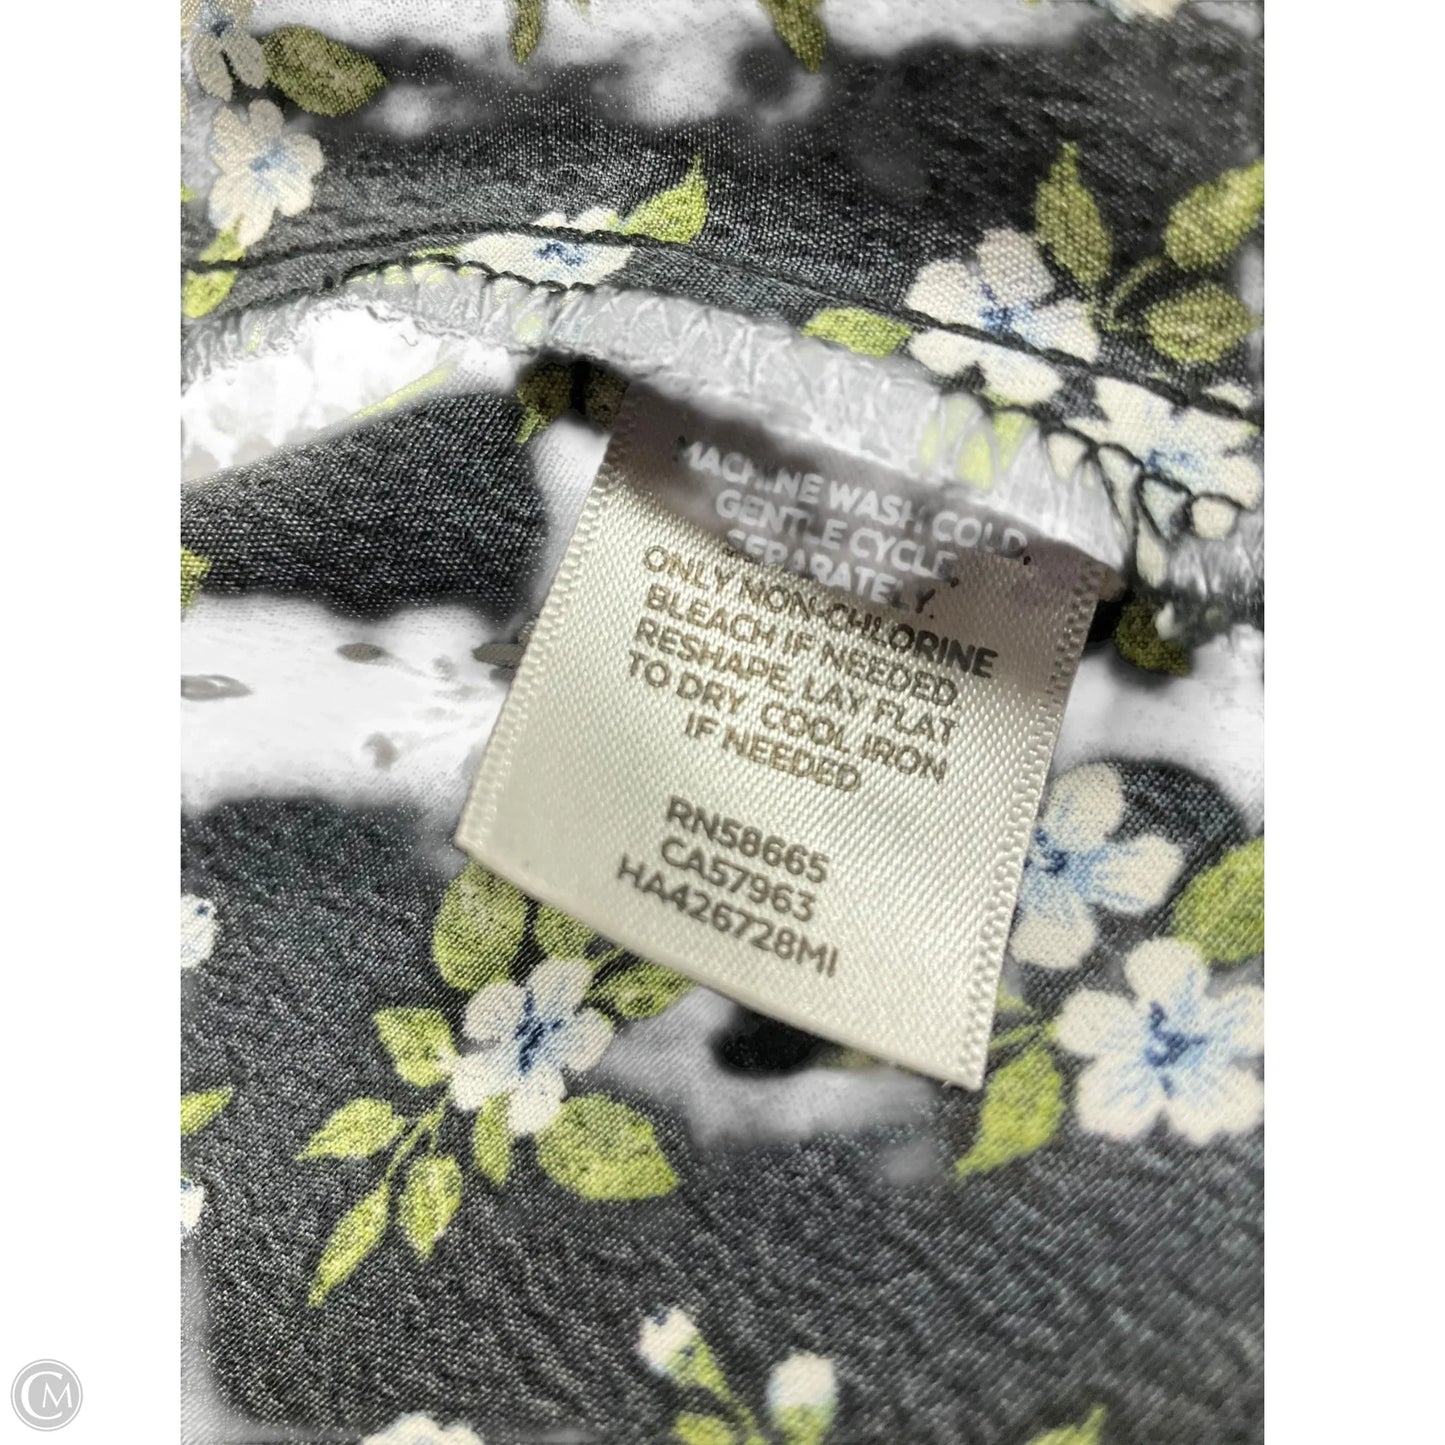 MACHINE WASH COLD,
GENTLE CYCLE,
SEPARATELY.
ONLY NON-CHLORINE
BLEACH IF NEEDED
RESHAPE, LAY FLAT
TO DRY COOL IRON
IF NEEDED
RN58665
CA57963
HA426728MI
CM